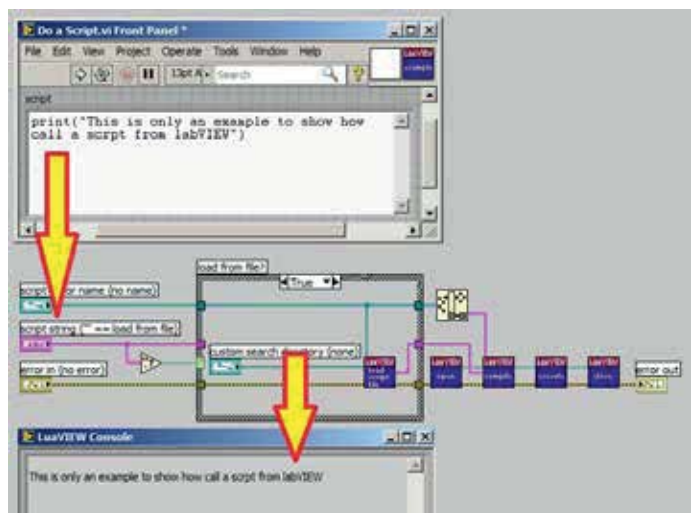 Do a Script.vi Front Panel *
File Edit View Project Operate Tools Window Help
13pt A Search
script
print("This is only an example to show how
call a scrpt from labVIEW")
load from file?
True
name (no name)
script string ("" == load from file)
custom search directory (none)
error in (no error)
error out
LuaVIEW Console
This is only an example to show how call a scrpt from labVIEW